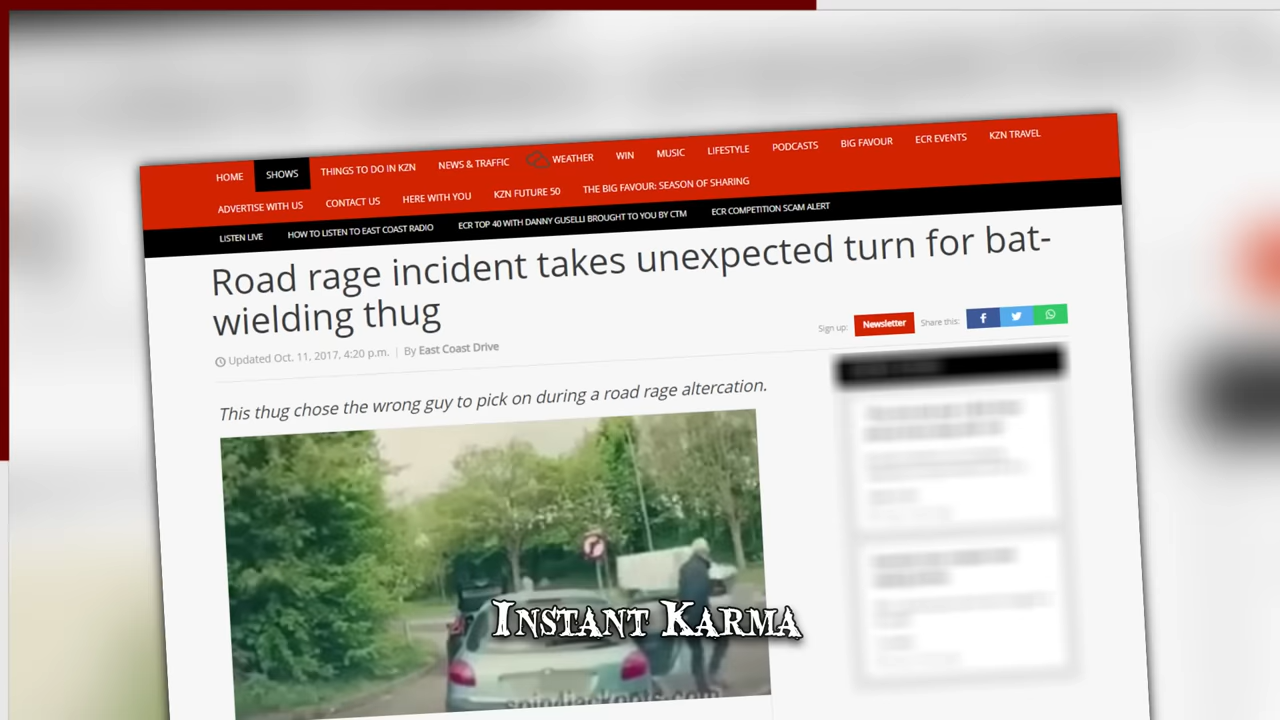 HOME SHOWS THINGS TO DO IN KZN NEWS & TRAFFIC WEATHER WIN MUSIC LIFESTYLE PODCASTS BIG FAVOUR ECR EVENTS KZN TRAVEL
ADVERTISE WITH US CONTACT US HERE WITH YOU KZN FUTURE 50 THE BIG FAVOUR: SEASON OF SHARING
LISTEN LIVE HOW TO LISTEN TO EAST COAST RADIO ECR TOP 40 WITH DANNY GUSELLI BROUGHT TO YOU BY CTM ECR COMPETITION SCAM ALERT
Road rage incident takes unexpected turn for bat-
wielding thug
Sign up: Newsletter Share this:
Updated Oct. 11, 2017, 4:20 p.m. | By East Coast Drive
This thug chose the wrong guy to pick on during a road rage altercation.
INSTANT KARMA